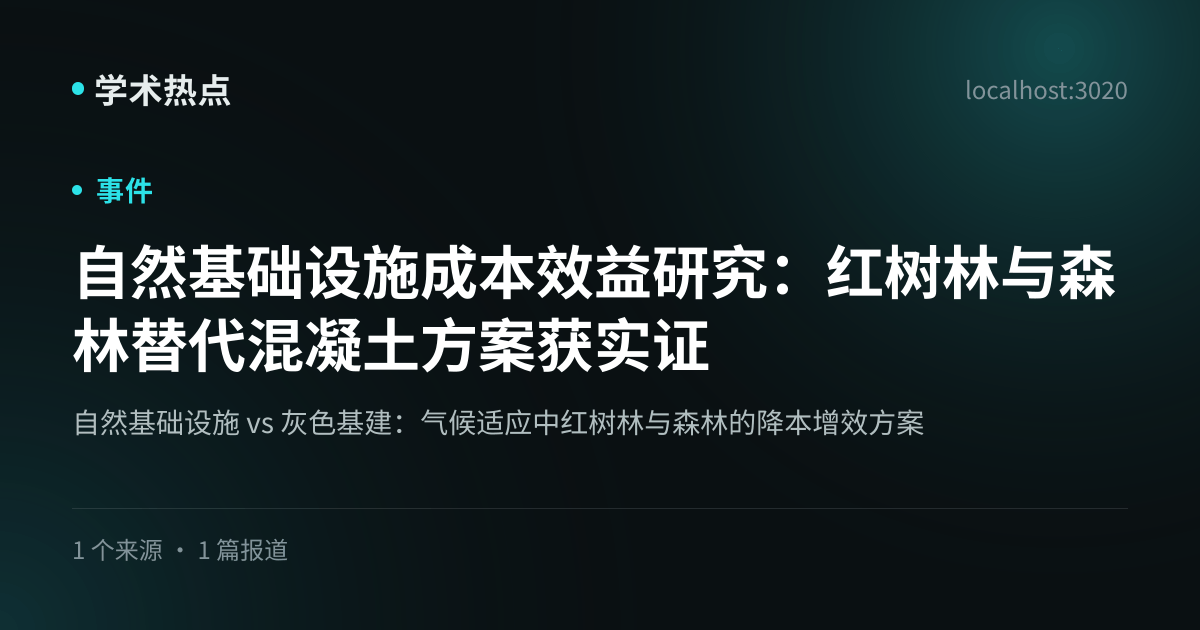 学术热点
localhost:3020
事件
自然基础设施成本效益研究：红树林与森
林替代混凝土方案获实证
自然基础设施 vs 灰色基建：气候适应中红树林与森林的降本增效方案
1 个来源 · 1 篇报道